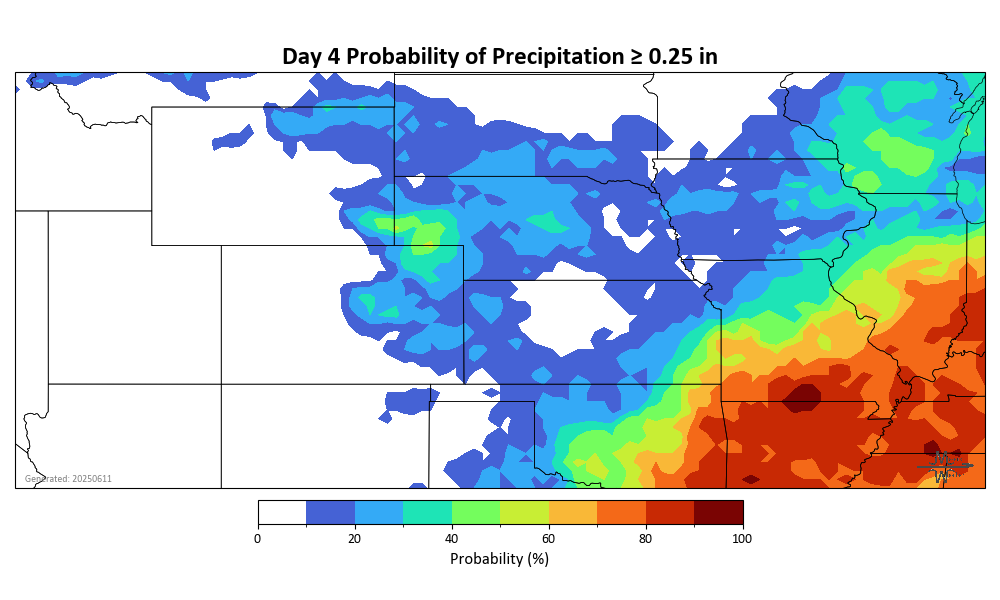 Day 4 Probability of Precipitation ≥ 0.25 in
Generated: 20250611
0 20 40 60 80 100
Probability (%)